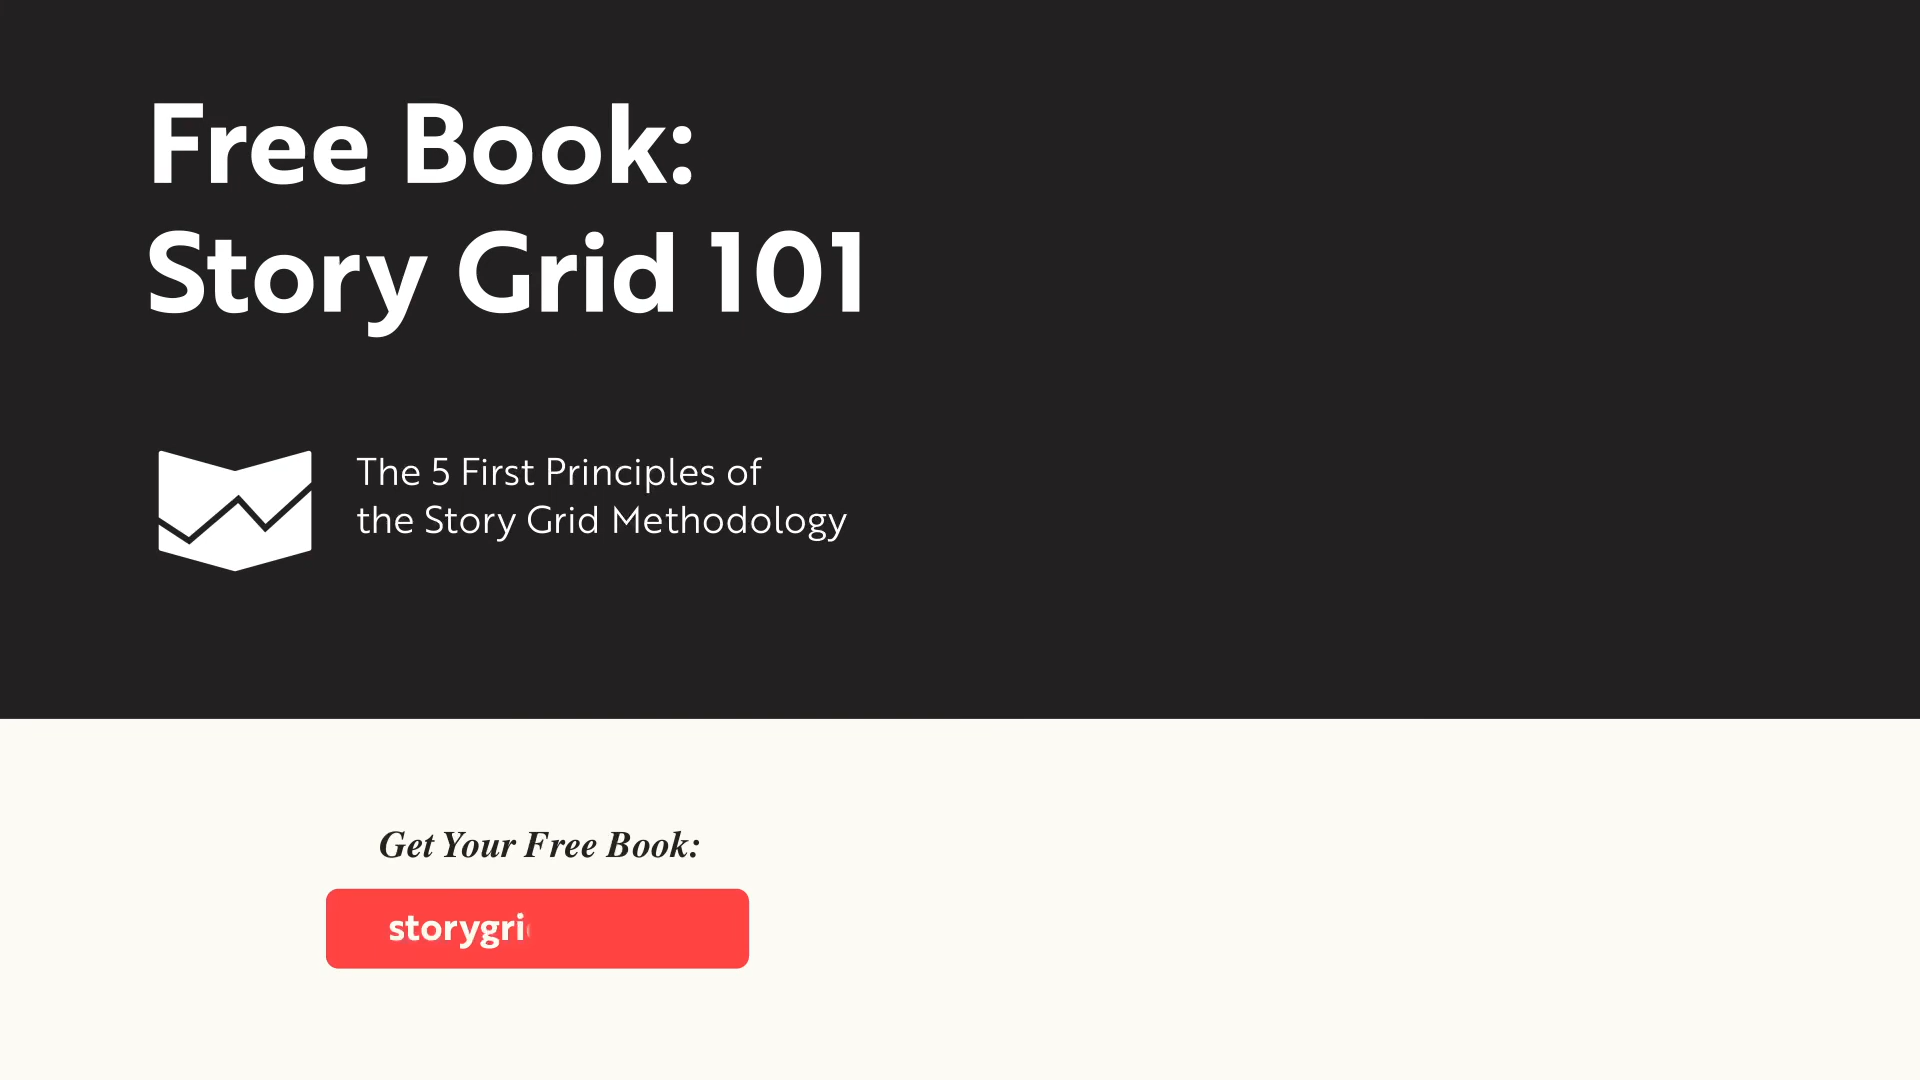 Free Book:
Story Grid 101
The 5 First Principles of
the Story Grid Methodology
Get Your Free Book:
storygri